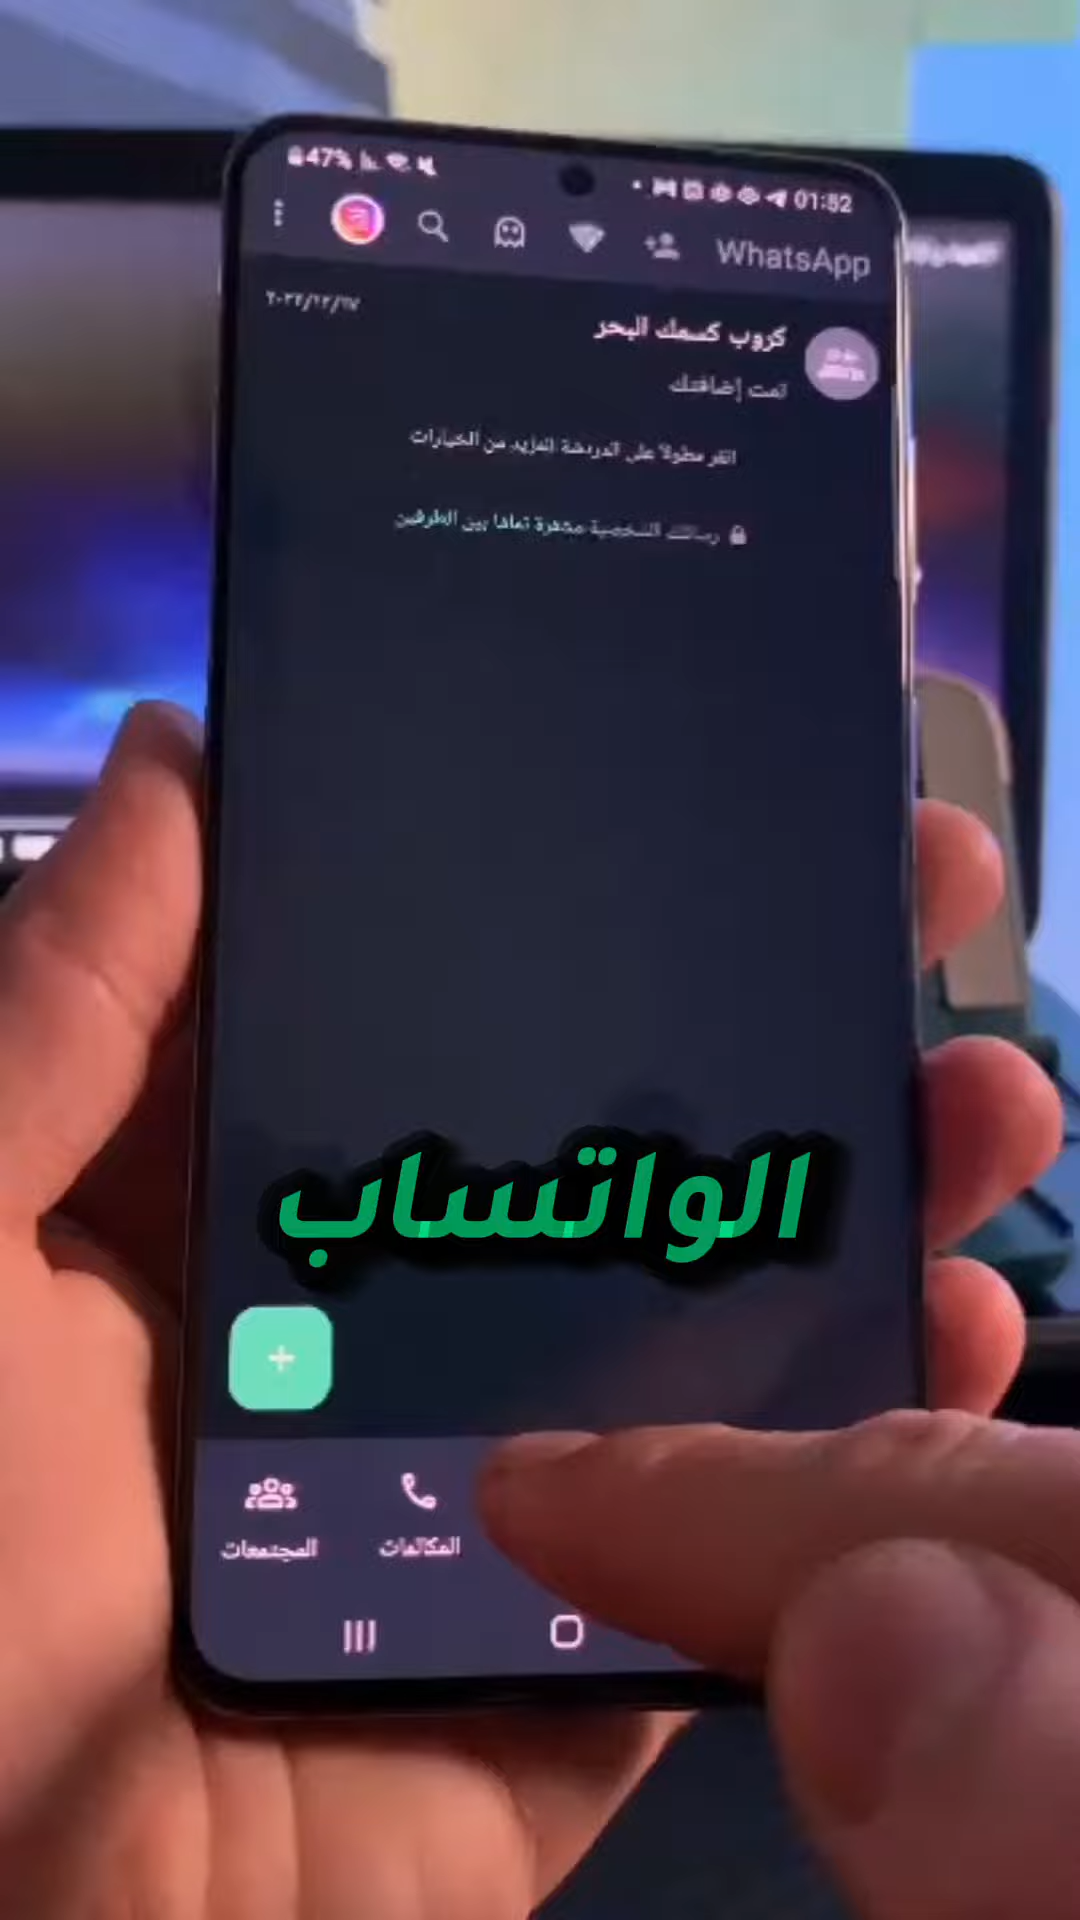 47% 01:52
WhatsApp
كروب كسمك البحر
٢٠٢٢/١٢/١٧
تمت إضافتك
انقر مطولاً على الدردشة للمزيد من الخيارات
رسائلك الشخصية مشفرة تماما بين الطرفين
الواتساب
+
المكالمات
المجتمعات